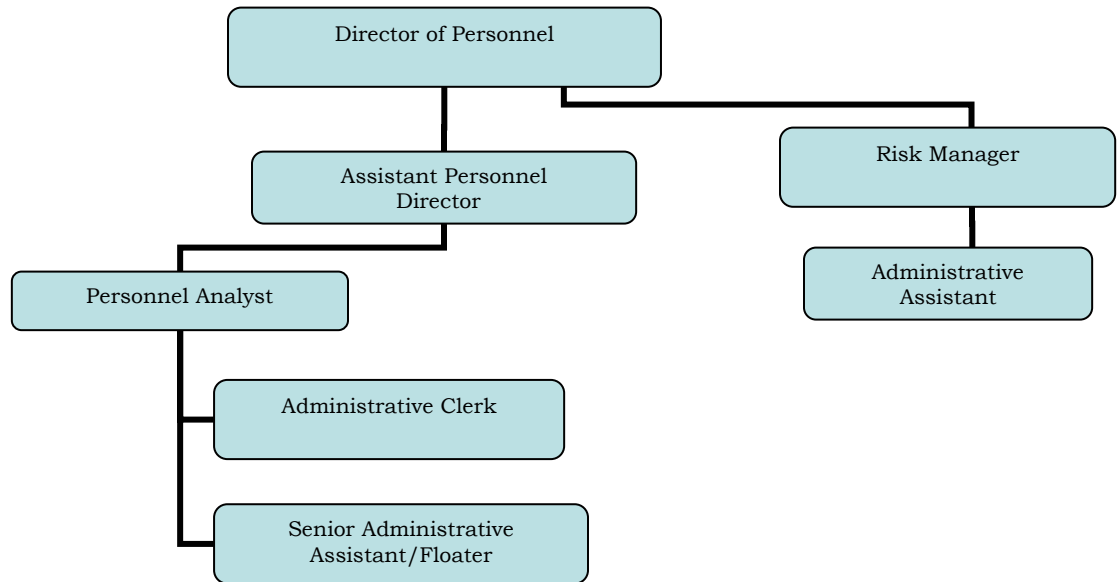 Director of Personnel
Risk Manager
Assistant Personnel
Director
Administrative
Assistant
Personnel Analyst
Administrative Clerk
Senior Administrative
Assistant/Floater